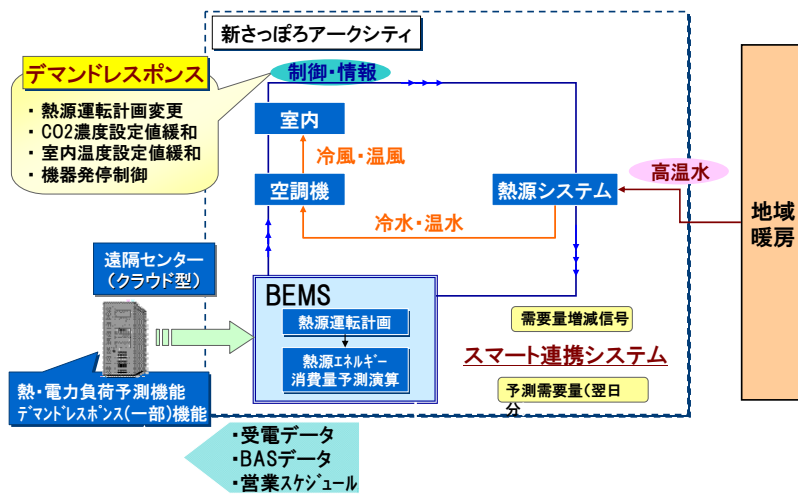 新さっぽろアークシティ
デマンドレスポンス
・ 熱源運転計画変更
・ CO2濃度設定値緩和
・ 室内温度設定値緩和
・ 機器発停制御
制御・情報
室内
冷風・温風
空調機
熱源システム
冷水・温水
高温水
地域
暖房
遠隔センター
（クラウド型）
BEMS
熱源運転計画
熱源エネルギー
消費量予測演算
需要量増減信号
スマート連携システム
予測需要量(翌日
分
熱・電力負荷予測機能
デマンドレスポンス(一部)機能
・受電データ
・BASデータ
・営業スケジュール